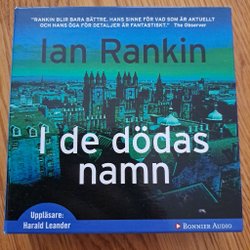 "RANKIN BLIR BARA BÄTTRE. HANS SINNE FÖR VAD SOM ÄR AKTUELLT
OCH HANS ÖGA FÖR DETALJER ÄR FANTASTISKT." The Observer
Ian Rankin
I de dödas
namn
Uppläsare:
Harald Leander
BONNIER AUDIO